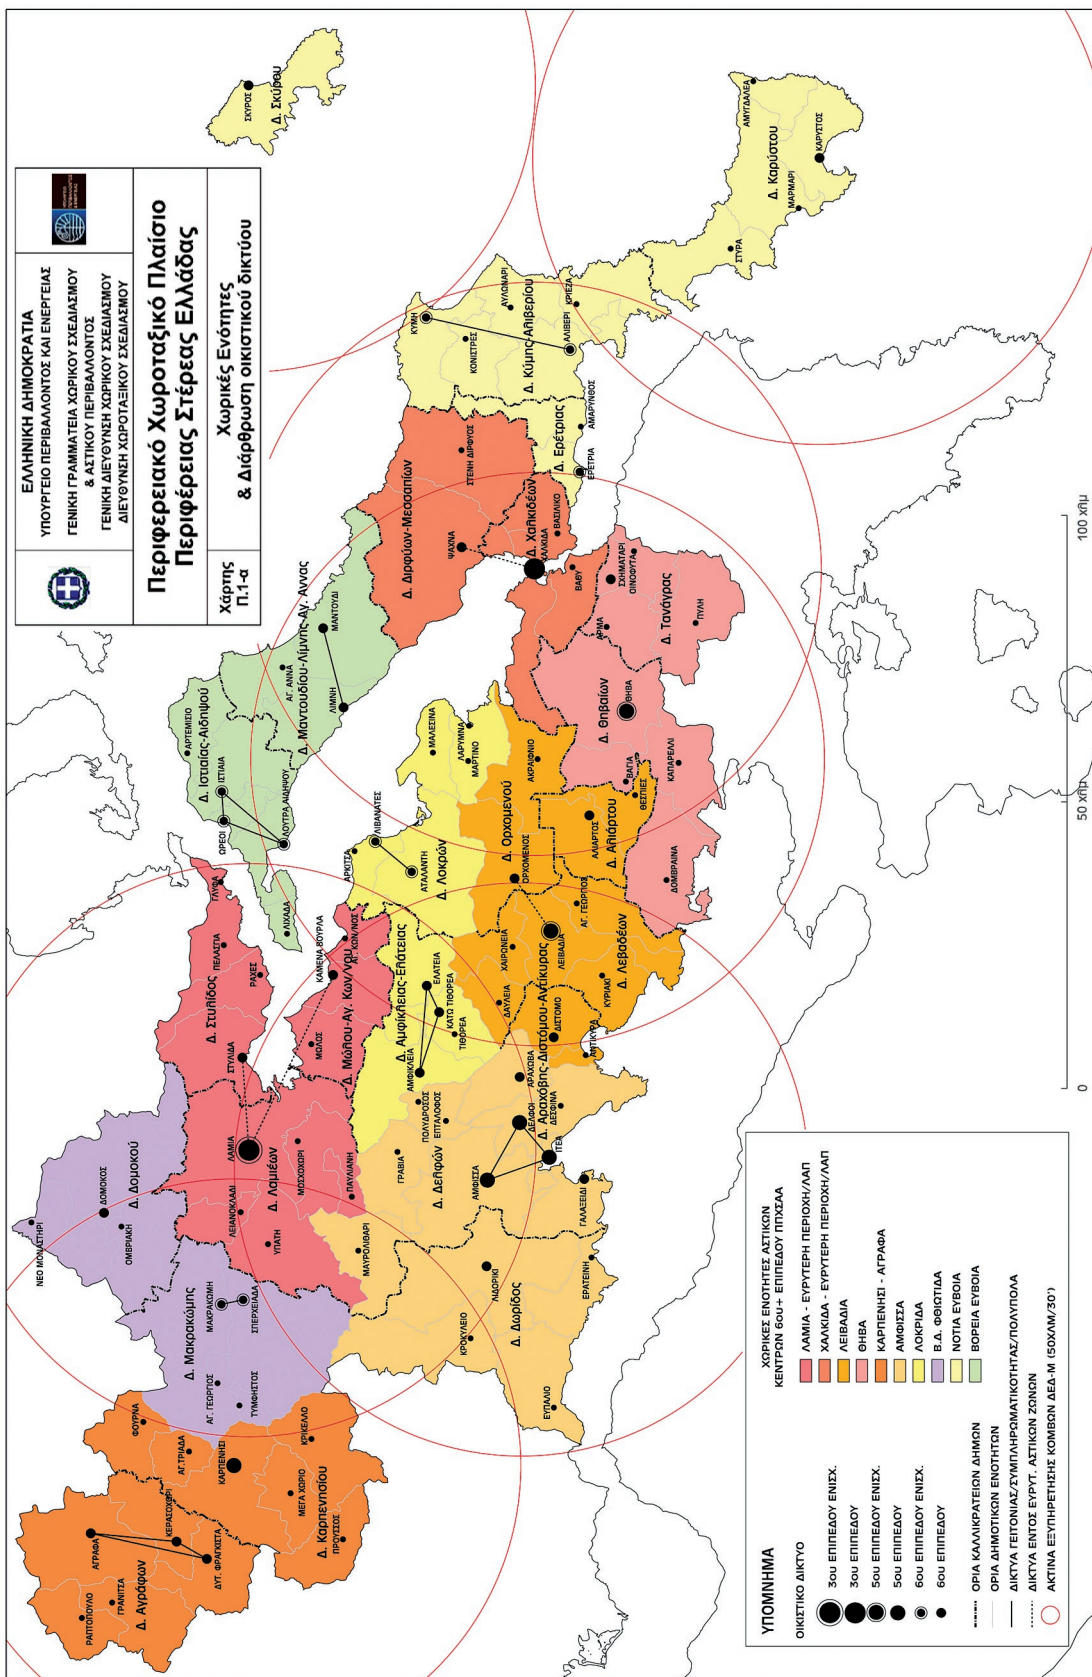 ΕΛΛΗΝΙΚΗ ΔΗΜΟΚΡΑΤΙΑ
ΥΠΟΥΡΓΕΙΟ ΠΕΡΙΒΑΛΛΟΝΤΟΣ ΚΑΙ ΕΝΕΡΓΕΙΑΣ
ΓΕΝΙΚΗ ΓΡΑΜΜΑΤΕΙΑ ΧΩΡΙΚΟΥ ΣΧΕΔΙΑΣΜΟΥ
& ΑΣΤΙΚΟΥ ΠΕΡΙΒΑΛΛΟΝΤΟΣ
ΓΕΝΙΚΗ ΔΙΕΥΘΥΝΣΗ ΧΩΡΙΚΟΥ ΣΧΕΔΙΑΣΜΟΥ
ΔΙΕΥΘΥΝΣΗ ΧΩΡΟΤΑΞΙΚΟΥ ΣΧΕΔΙΑΣΜΟΥ
Περιφερειακό Χωροταξικό Πλαίσιο
Περιφέρειας Στέρεας Ελλάδας
Χάρτης
Π.1-α
Χωρικές Ενότητες
& Διάρθρωση οικιστικού δικτύου
ΣΚΥΡΟΣ
Δ. Σκύρου
ΝΕΟ ΜΟΝΑΣΤΗΡΙ
ΔΟΜΟΚΟΣ
ΟΜΒΡΙΑΚΗ
Δ. Δομοκού
ΑΓΡΑΦΑ
ΚΕΡΑΣΟΧΩΡΙ
ΔΥΤ. ΦΡΑΓΚΙΣΤΑ
ΡΑΠΤΟΠΟΥΛΟ
ΓΡΑΝΙΤΣΑ
Δ. Αγράφων
ΦΟΥΡΝΑ
ΑΓ.ΤΡΙΑΔΑ
ΚΑΡΠΕΝΗΣΙ
ΚΡΙΚΕΛΛΟ
ΜΕΓΑ ΧΩΡΙΟ
ΠΡΟΥΣΣΟΣ
Δ. Καρπενησίου
Δ. Μακρακώμης
ΜΑΚΡΑΚΩΜΗ
ΣΠΕΡΧΕΙΑΔΑ
ΑΓ. ΓΕΩΡΓΙΟΣ
ΤΥΜΦΗΣΤΟΣ
ΛΑΜΙΑ
Δ. Λαμιέων
ΛΕΙΑΝΟΚΛΑΔΙ
ΥΠΑΤΗ
ΜΟΣΧΟΧΩΡΙ
ΠΑΥΛΙΑΝΗ
Δ. Στυλίδος
ΣΤΥΛΙΔΑ
ΡΑΧΕΣ
ΠΕΛΑΣΓΙΑ
ΓΛΥΦΑ
ΚΑΜΕΝΑ ΒΟΥΡΛΑ
ΑΓ. ΚΩΝ/ΝΟΣ
ΜΩΛΟΣ
Δ. Μώλου-Αγ. Κων/νου
ΑΡΤΕΜΙΣΙΟ
Δ. Ιστιαίας-Αιδηψού
ΙΣΤΙΑΙΑ
ΩΡΕΟΙ
ΛΟΥΤΡΑ ΑΙΔΗΨΟΥ
ΛΙΧΑΔΑ
Δ. Μαντουδίου-Λίμνης-Αγ. Άννας
ΑΓ. ΑΝΝΑ
ΜΑΝΤΟΥΔΙ
ΛΙΜΝΗ
Δ. Διρφύων-Μεσσαπίων
ΨΑΧΝΑ
ΣΤΕΝΗ ΔΙΡΦΥΟΣ
Δ. Χαλκιδέων
ΧΑΛΚΙΔΑ
ΒΑΣΙΛΙΚΟ
ΒΑΘΥ
Δ. Ερέτριας
ΕΡΕΤΡΙΑ
ΑΜΑΡΥΝΘΟΣ
Δ. Κύμης-Αλιβερίου
ΚΥΜΗ
ΚΟΝΙΣΤΡΕΣ
ΑΥΛΩΝΑΡΙ
ΑΛΙΒΕΡΙ
ΚΡΙΕΖΑ
Δ. Καρύστου
ΣΤΥΡΑ
ΜΑΡΜΑΡΙ
ΚΑΡΥΣΤΟΣ
ΑΜΥΓΔΑΛΕΑ
Δ. Λοκρών
ΑΡΚΙΤΣΑ
ΛΙΒΑΝΑΤΕΣ
ΑΤΑΛΑΝΤΗ
ΜΑΛΕΣΙΝΑ
ΛΑΡΥΜΝΑ
ΜΑΡΤΙΝΟ
Δ. Αμφίκλειας-Ελάτειας
ΑΜΦΙΚΛΕΙΑ
ΕΛΑΤΕΙΑ
ΚΑΤΩ ΤΙΘΟΡΕΑ
ΤΙΘΟΡΕΑ
Δ. Δελφών
ΠΟΛΥΔΡΟΣΟΣ
ΕΠΤΑΛΟΦΟΣ
ΓΡΑΒΙΑ
ΜΑΥΡΟΛΙΘΑΡΙ
ΑΜΦΙΣΣΑ
ΔΕΛΦΟΙ
ΙΤΕΑ
ΔΕΣΦΙΝΑ
ΓΑΛΑΞΕΙΔΙ
Δ. Δωρίδος
ΛΙΔΟΡΙΚΙ
ΚΡΟΚΥΛΕΙΟ
ΕΡΑΤΕΙΝΗ
ΕΥΠΑΛΙΟ
Δ. Αράχωβης-Διστόμου-Αντίκυρας
ΑΡΑΧΩΒΑ
ΔΙΣΤΟΜΟ
ΑΝΤΙΚΥΡΑ
Δ. Λεβαδέων
ΛΕΙΒΑΔΙΑ
ΔΑΥΛΕΙΑ
ΧΑΙΡΩΝΕΙΑ
ΑΓ. ΓΕΩΡΓΙΟΣ
ΚΥΡΙΑΚΙ
Δ. Ορχομενού
ΟΡΧΟΜΕΝΟΣ
ΑΚΡΑΙΦΝΙΟ
Δ. Αλιάρτου
ΑΛΙΑΡΤΟΣ
ΘΕΣΠΙΕΣ
Δ. Θηβαίων
ΘΗΒΑ
ΒΑΓΙΑ
ΚΑΠΑΡΕΛΛΙ
ΔΟΜΒΡΑΙΝΑ
Δ. Τανάγρας
ΣΧΗΜΑΤΑΡΙ
ΟΙΝΟΦΥΤΑ
ΑΡΜΑ
ΠΥΛΗ
0
50
100 χλμ
ΥΠΟΜΝΗΜΑ
ΟΙΚΙΣΤΙΚΟ ΔΙΚΤΥΟ
3ου ΕΠΙΠΕΔΟΥ ΕΝΙΣΧ.
3ου ΕΠΙΠΕΔΟΥ
5ου ΕΠΙΠΕΔΟΥ ΕΝΙΣΧ.
5ου ΕΠΙΠΕΔΟΥ
6ου ΕΠΙΠΕΔΟΥ ΕΝΙΣΧ.
6ου ΕΠΙΠΕΔΟΥ
ΟΡΙΑ ΚΑΛΛΙΚΡΑΤΕΙΩΝ ΔΗΜΩΝ
ΟΡΙΑ ΔΗΜΟΤΙΚΩΝ ΕΝΟΤΗΤΩΝ
ΔΙΚΤΥΑ ΓΕΙΤΟΝΙΑΣ/ΣΥΜΠΛΗΡΩΜΑΤΙΚΟΤΗΤΑΣ/ΠΟΛΥΠΟΛΑ
ΔΙΚΤΥΑ ΕΝΤΟΣ ΕΥΡΥΤ. ΑΣΤΙΚΩΝ ΖΩΝΩΝ
ΑΚΤΙΝΑ ΕΞΥΠΗΡΕΤΗΣΗΣ ΚΟΜΒΩΝ ΔΕΔ-Μ (50ΧΛΜ/30')
ΧΩΡΙΚΕΣ ΕΝΟΤΗΤΕΣ ΑΣΤΙΚΩΝ
ΚΕΝΤΡΩΝ 6ου+ ΕΠΙΠΕΔΟΥ ΠΠΧΣΑΑ
ΛΑΜΙΑ - ΕΥΡΥΤΕΡΗ ΠΕΡΙΟΧΗ/ΛΑΠ
ΧΑΛΚΙΔΑ - ΕΥΡΥΤΕΡΗ ΠΕΡΙΟΧΗ/ΛΑΠ
ΛΕΙΒΑΔΙΑ
ΘΗΒΑ
ΚΑΡΠΕΝΗΣΙ - ΑΓΡΑΦΑ
ΑΜΦΙΣΣΑ
ΛΟΚΡΙΔΑ
Β.Δ. ΦΘΙΩΤΙΔΑ
ΝΟΤΙΑ ΕΥΒΟΙΑ
ΒΟΡΕΙΑ ΕΥΒΟΙΑ